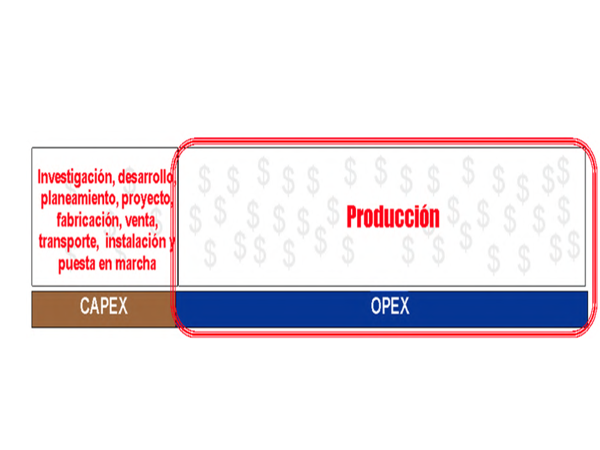 Investigación, desarrollo,
planeamiento, proyecto,
fabricación, venta,
transporte, instalación y
puesta en marcha
Producción
CAPEX
OPEX